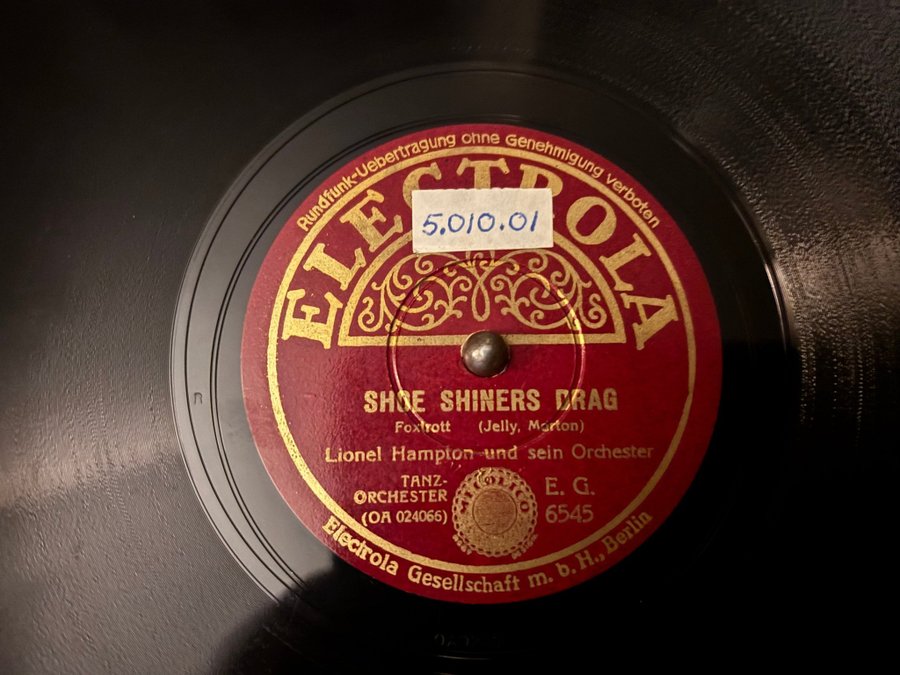 Rundfunk-Uebertragung ohne Genehmigung verboten
ELECTROLA
5.010.01
SHOE SHINERS DRAG
Foxtrott (Jelly, Morton)
Lionel Hampton und sein Orchester
TANZ-
ORCHESTER
(OA 024066)
E. G.
6545
Electrola Gesellschaft m. b. H., Berlin
R